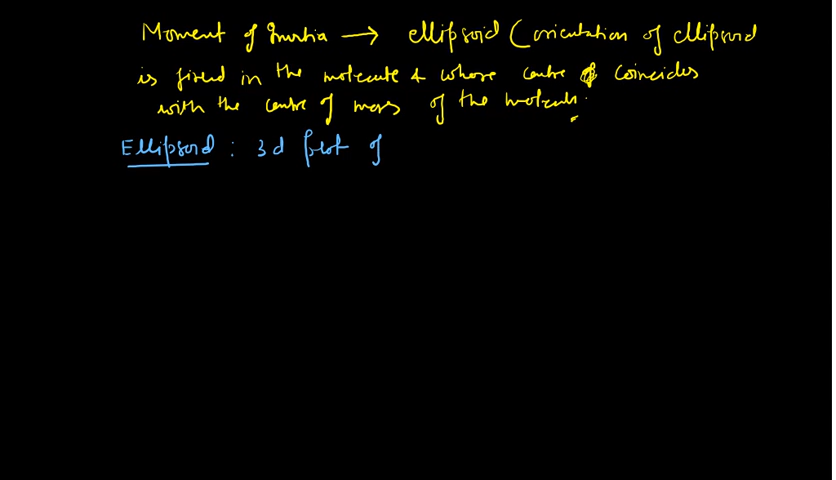 Moment of Inertia → ellipsoid (orientation of ellipsoid
is fixed in the molecule & whose centre of coincides
with the centre of mass of the molecule.
Ellipsoid : 3d plot of